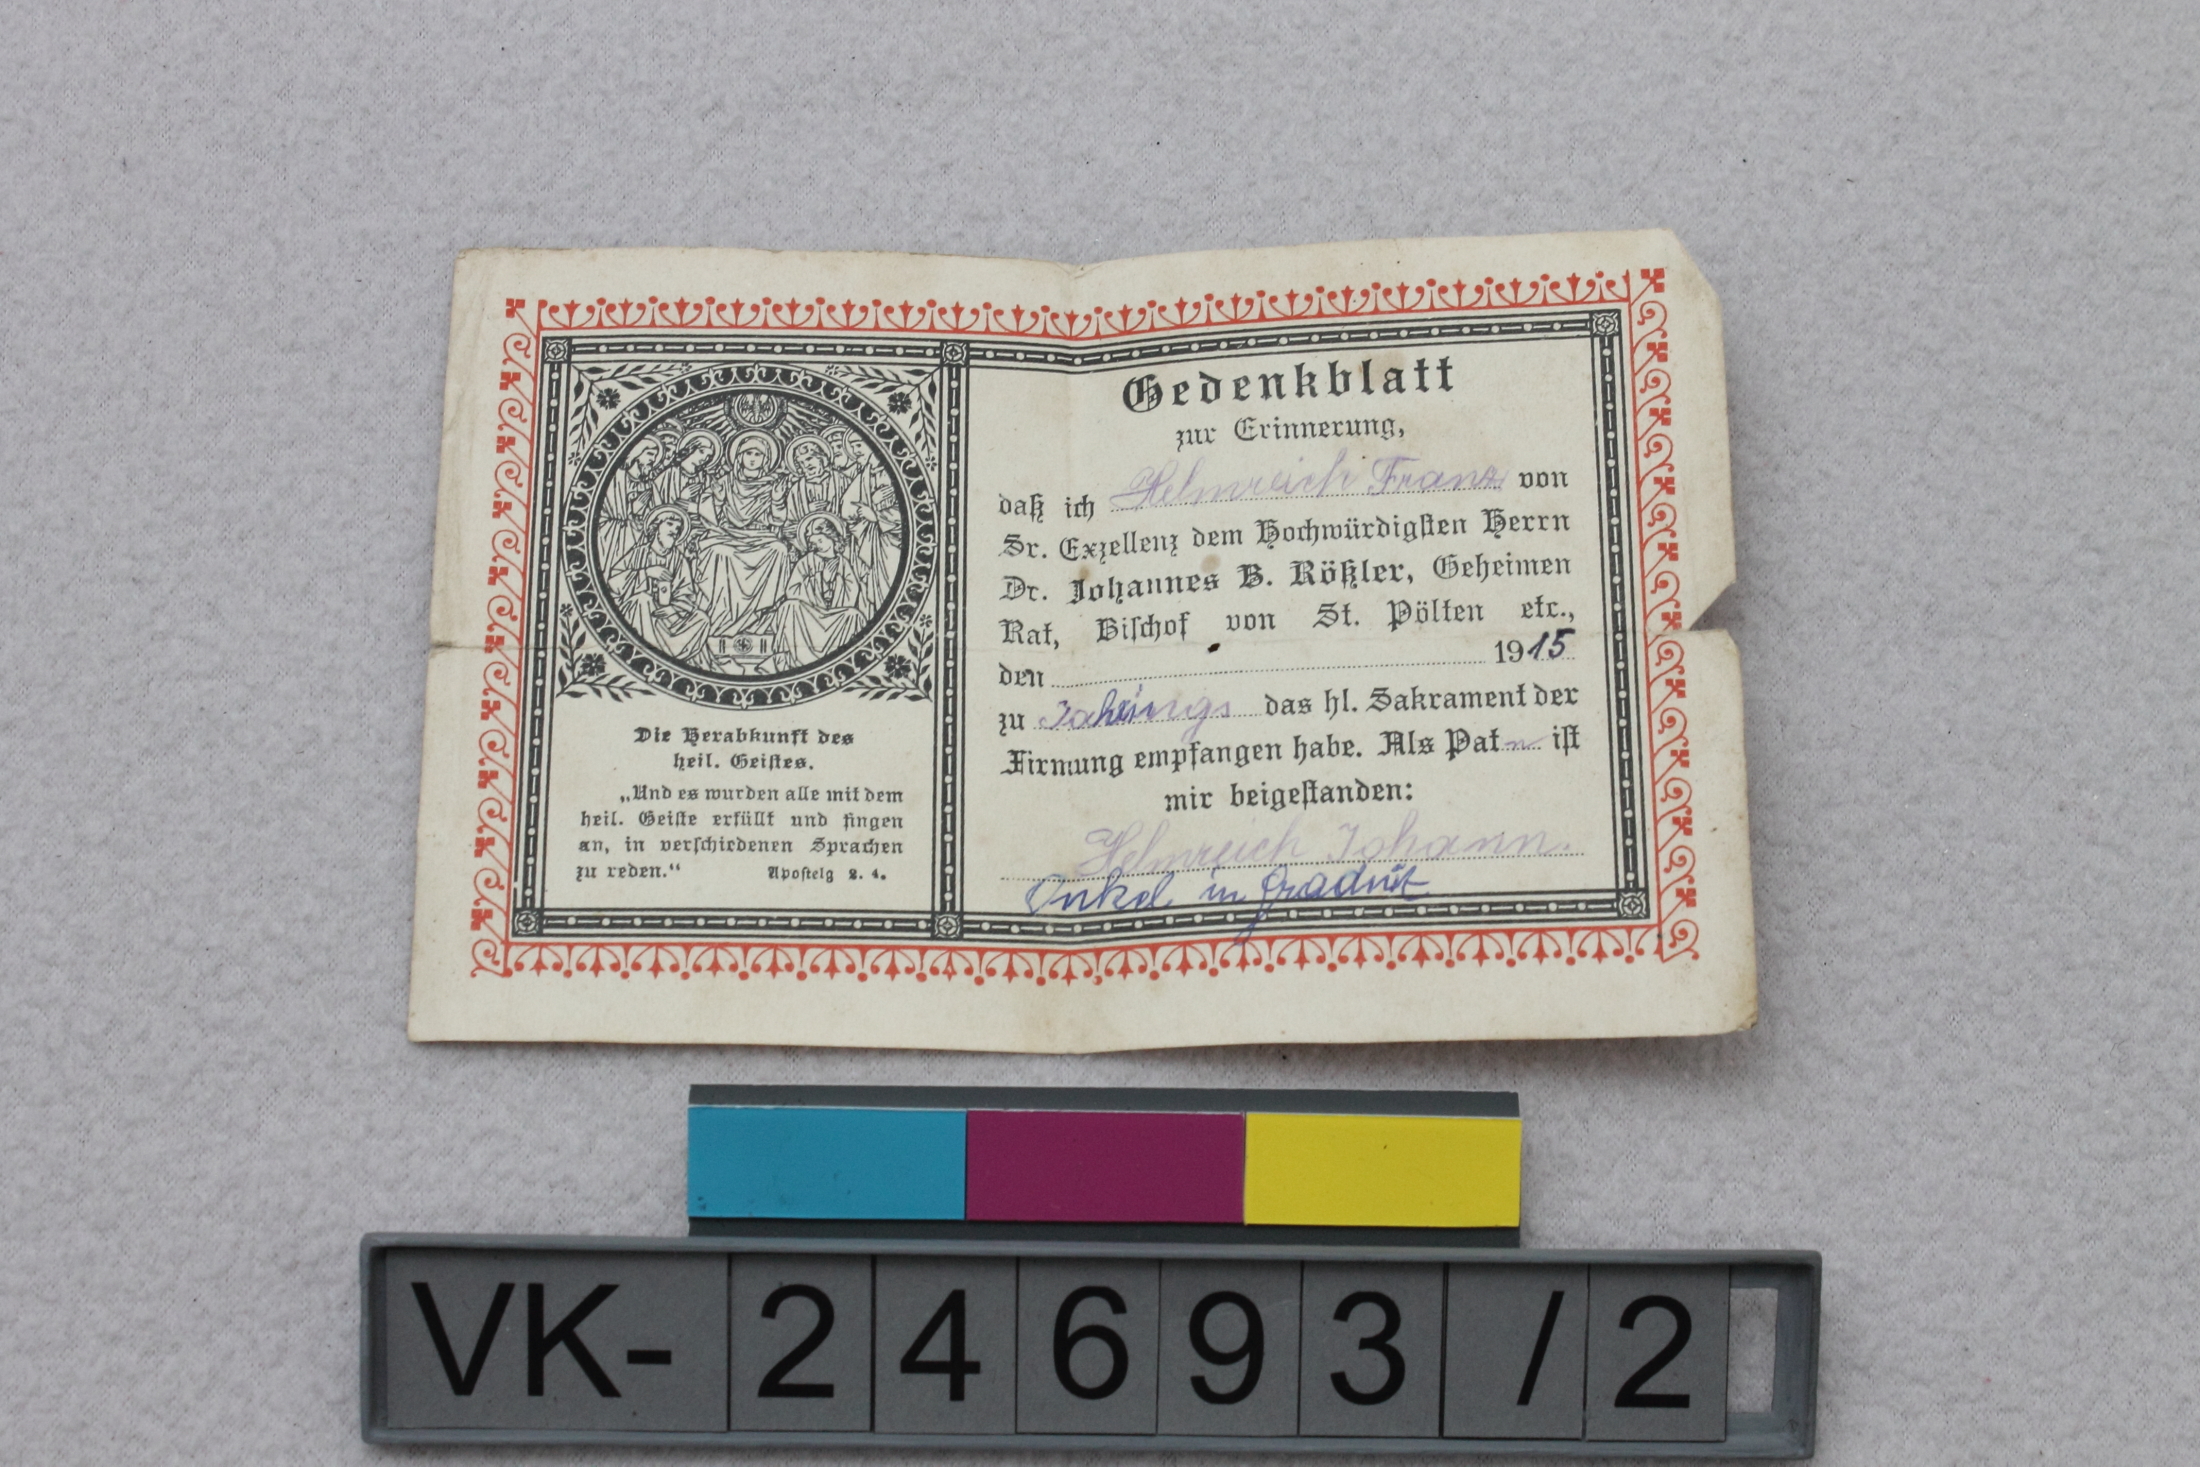 Die Herabkunft des
heil. Geistes.
„Und es wurden alle mit dem
heil. Geiste erfüllt und fingen
an, in verschiedenen Sprachen
zu reden.“ Apostelg 2. 4.
Gedenkblatt
zur Erinnerung,
daß ich Helmreich Franz von
Sr. Exzellenz dem Hochwürdigsten Herrn
Dr. Johannes B. Rößler, Geheimen
Rat, Bischof von St. Pölten etc.,
den 1915
zu das hl. Sakrament der
Firmung empfangen habe. Als Pat ist
mir beigestanden:
Helmreich Johann.
Onkel in
VK-24693/2